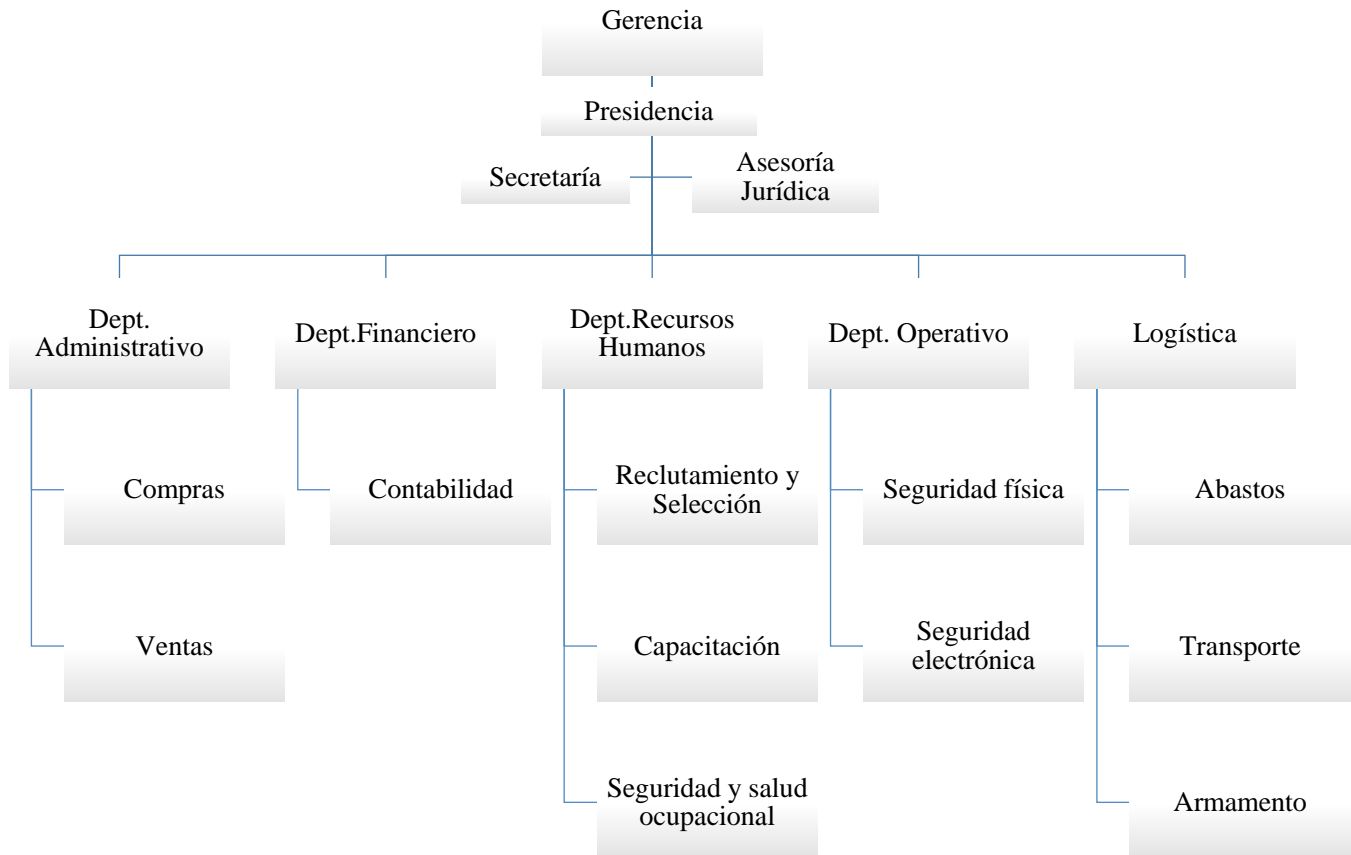 Gerencia
Presidencia
Secretaría
Asesoría
Jurídica
Dept.
Administrativo
Dept.Financiero
Dept.Recursos
Humanos
Dept. Operativo
Logística
Compras
Contabilidad
Reclutamiento y
Selección
Seguridad física
Abastos
Ventas
Capacitación
Seguridad
electrónica
Transporte
Seguridad y salud
ocupacional
Armamento